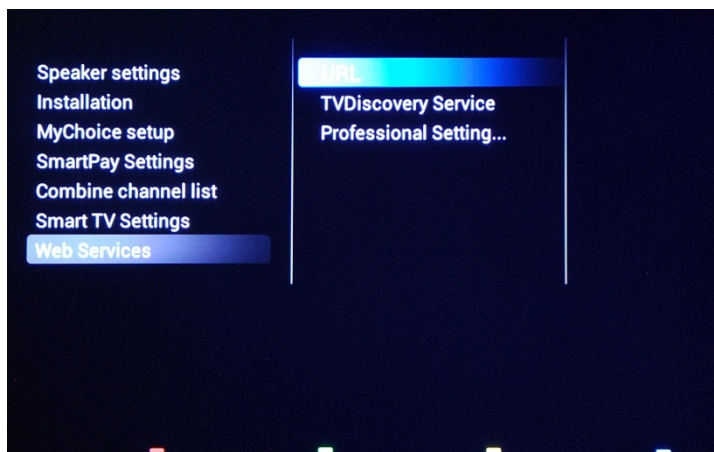 Speaker settings
Installation
MyChoice setup
SmartPay Settings
Combine channel list
Smart TV Settings
Web Services
URL
TVDiscovery Service
Professional Setting...